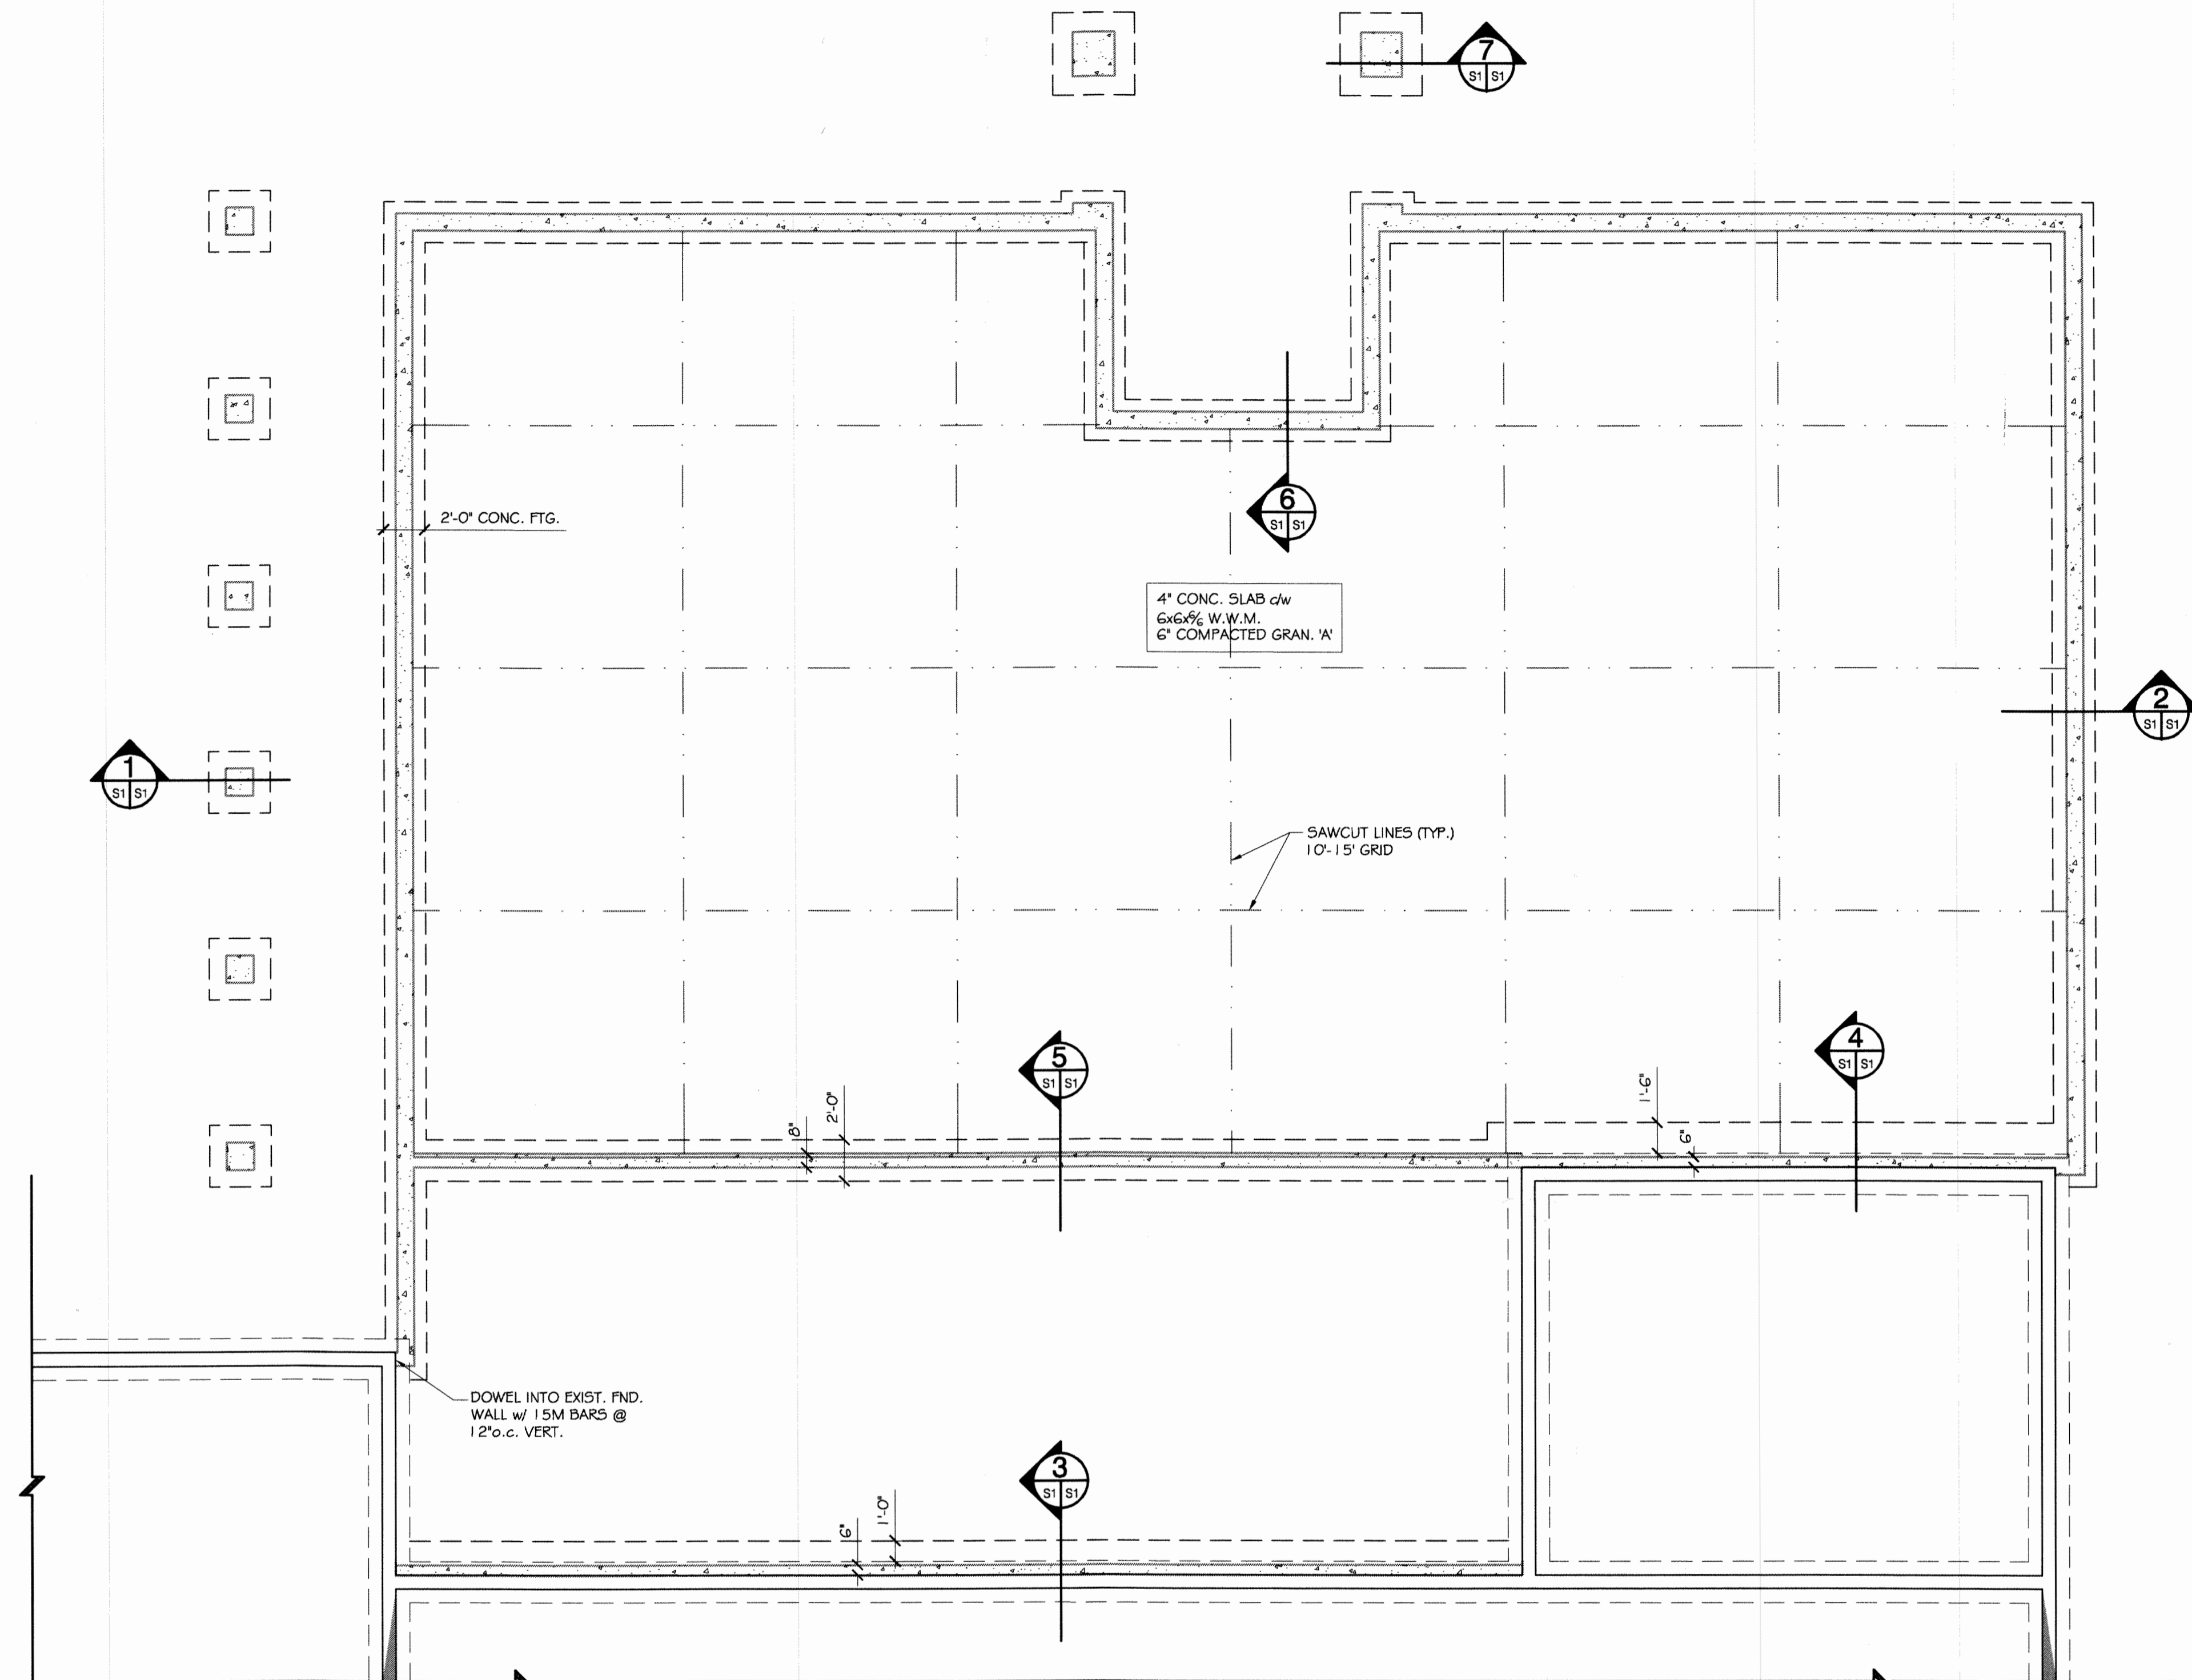 7
S1 S1
2'-0" CONC. FTG.
6
S1 S1
4" CONC. SLAB c/w
6x6x6/6 W.W.M.
6" COMPACTED GRAN. 'A'
2
S1 S1
1
S1 S1
SAWCUT LINES (TYP.)
10'-15' GRID
5
S1 S1
4
S1 S1
8"
2'-0"
1'-6"
6"
DOWEL INTO EXIST. FND.
WALL w/ 15M BARS @
12"o.c. VERT.
3
S1 S1
6"
1'-0"